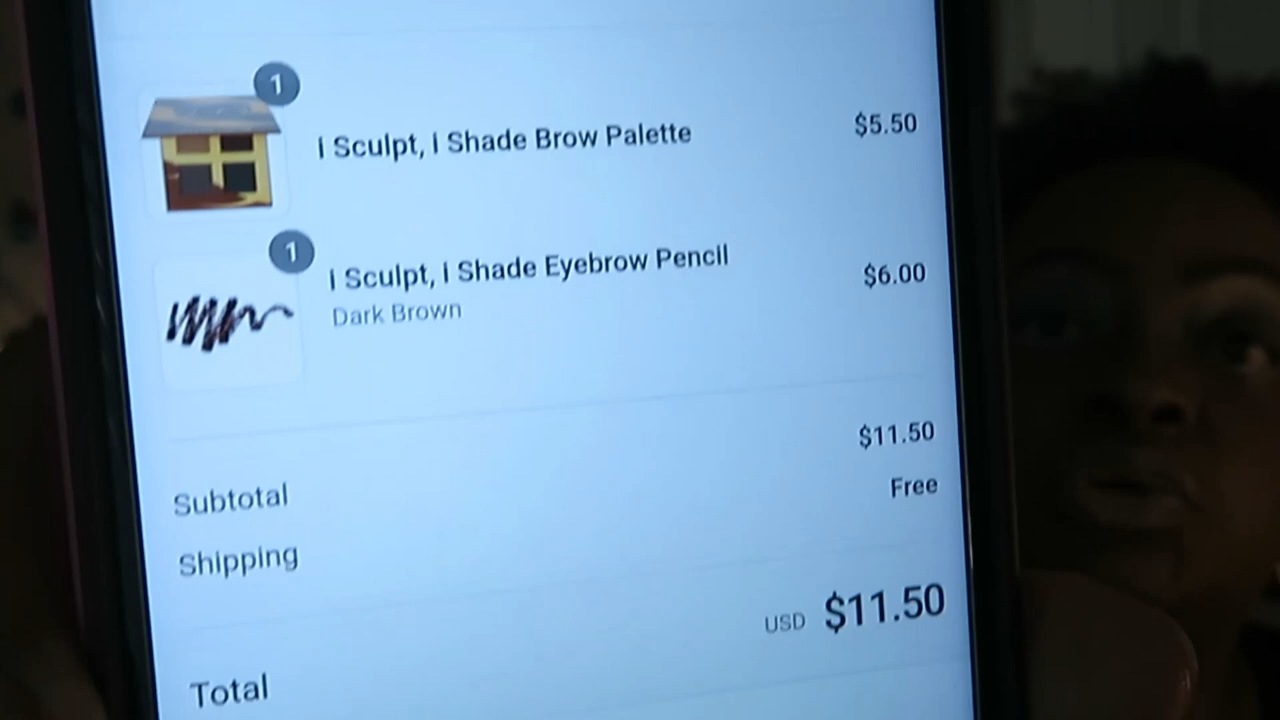 1
I Sculpt, I Shade Brow Palette $5.50
1
I Sculpt, I Shade Eyebrow Pencil $6.00
Dark Brown
Subtotal $11.50
Shipping Free
Total USD $11.50